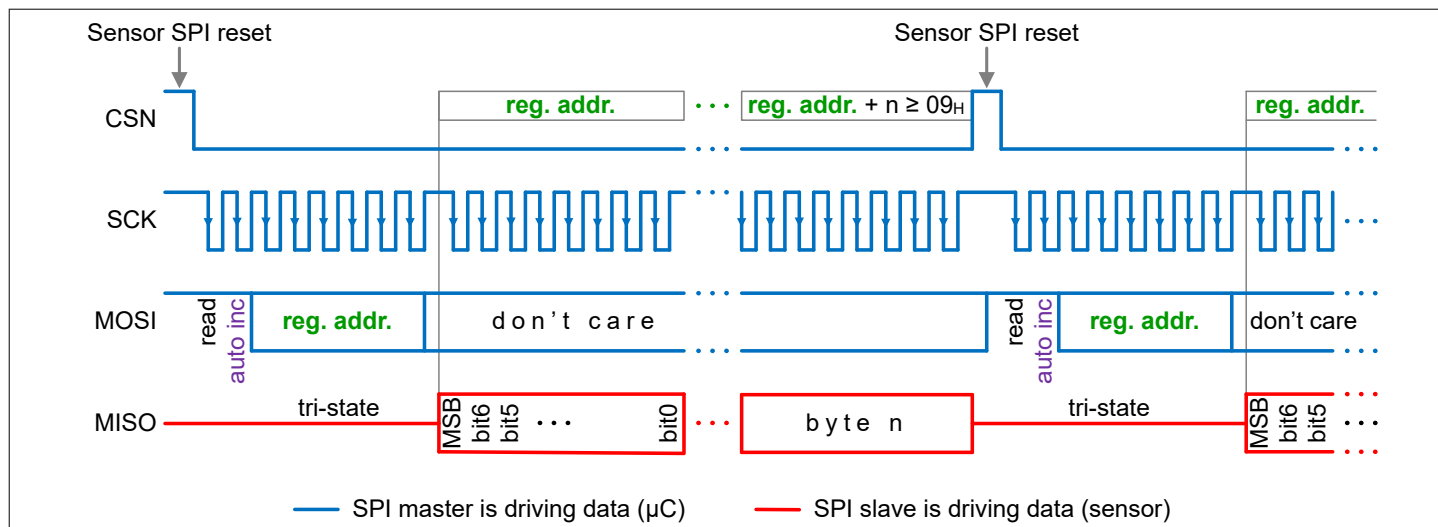 Sensor SPI reset Sensor SPI reset
CSN reg. addr. ··· reg. addr. + n ≥ 09H reg. addr.
···
SCK ···
MOSI read auto inc reg. addr. don't care ··· read auto inc reg. addr. don't care ···
MISO tri-state MSB bit6 bit5 ··· bit0 ··· byte n tri-state MSB bit6 bit5 ···
SPI master is driving data (µC) SPI slave is driving data (sensor)